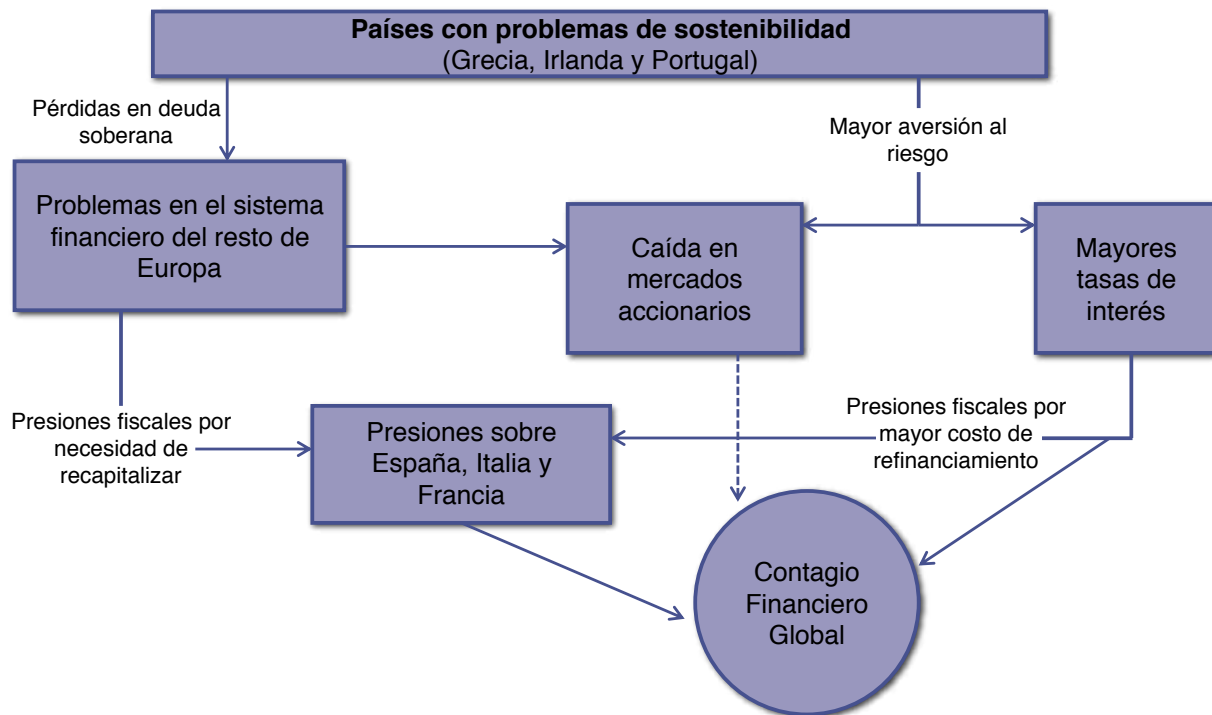 Países con problemas de sostenibilidad
(Grecia, Irlanda y Portugal)
Pérdidas en deuda
soberana
Mayor aversión al
riesgo
Problemas en el sistema
financiero del resto de
Europa
Caída en
mercados
accionarios
Mayores
tasas de
interés
Presiones fiscales por
necesidad de
recapitalizar
Presiones sobre
España, Italia y
Francia
Presiones fiscales por
mayor costo de
refinanciamiento
Contagio
Financiero
Global